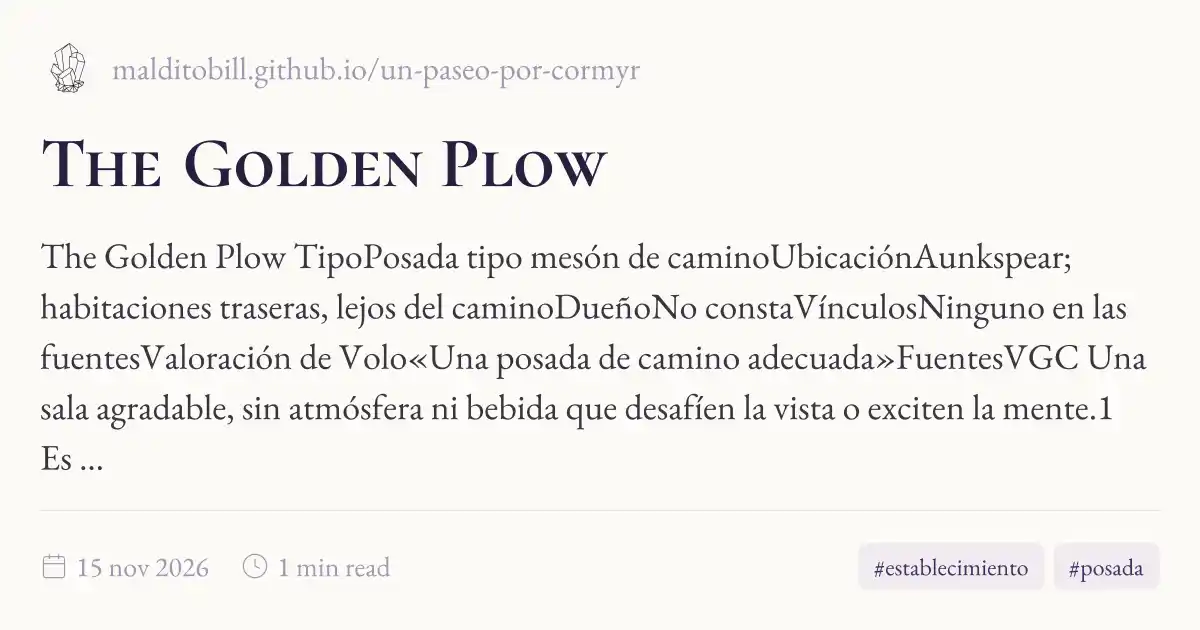 malditobill.github.io/un-paseo-por-cormyr
The Golden Plow
The Golden Plow TipoPosada tipo mesón de caminoUbicaciónAunkspear;
habitaciones traseras, lejos del caminoDueñoNo constaVínculosNinguno en las
fuentesValoración de Volo«Una posada de camino adecuada»FuentesVGC Una
sala agradable, sin atmósfera ni bebida que desafíen la vista o exciten la mente.1
Es ...
15 nov 2026 1 min read #establecimiento #posada